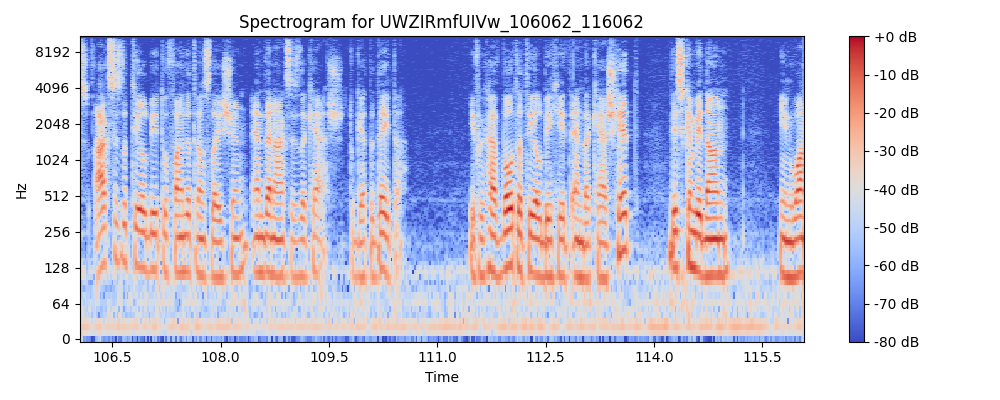 Spectrogram for UWZIRmfUIVw_106062_116062
8192
4096
2048
1024
512
256
128
64
0
Hz
106.5 108.0 109.5 111.0 112.5 114.0 115.5
Time
+0 dB
-10 dB
-20 dB
-30 dB
-40 dB
-50 dB
-60 dB
-70 dB
-80 dB